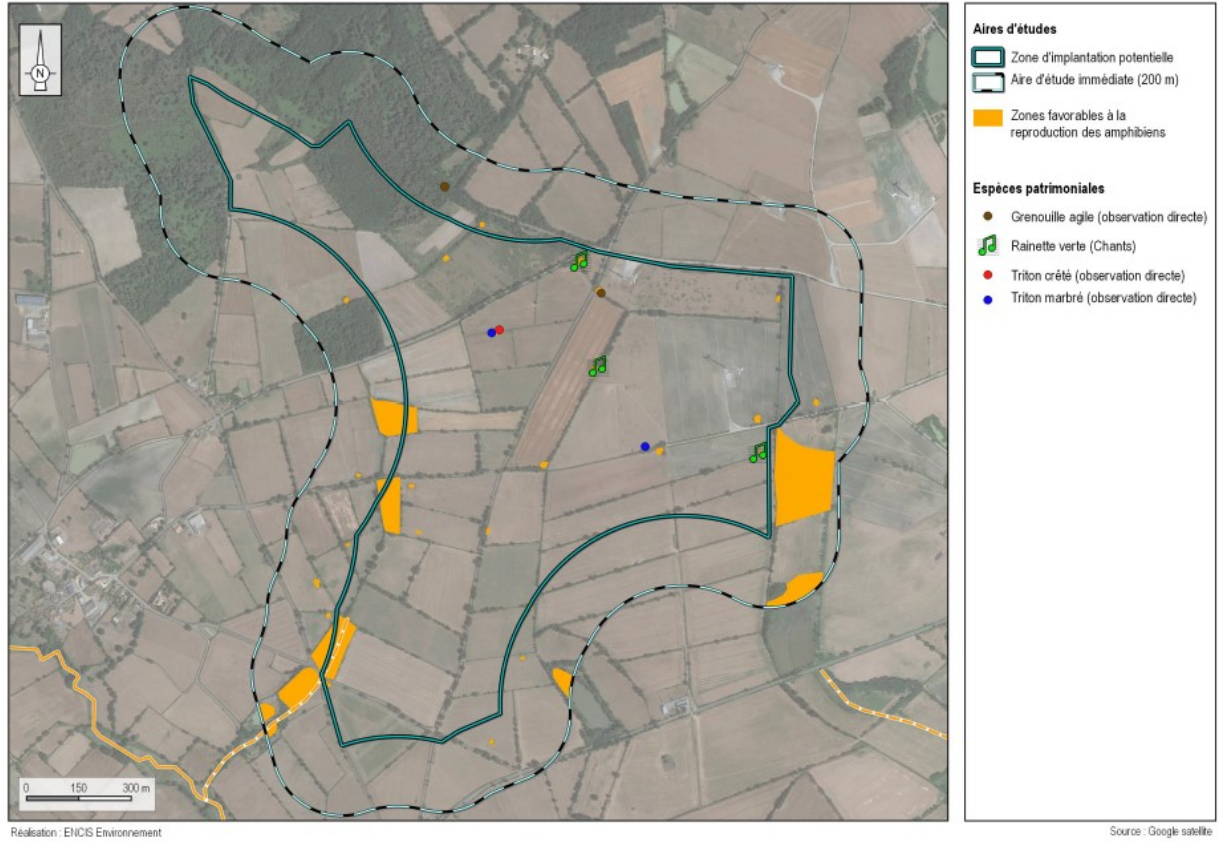 N
0 150 300 m
Réalisation : ENCIS Environnement
Aires d'études
Zone d'implantation potentielle
Aire d'étude immédiate (200 m)
Zones favorables à la
reproduction des amphibiens
Espèces patrimoniales
Grenouille agile (observation directe)
Rainette verte (Chants)
Triton crêté (observation directe)
Triton marbré (observation directe)
Source : Google satellite